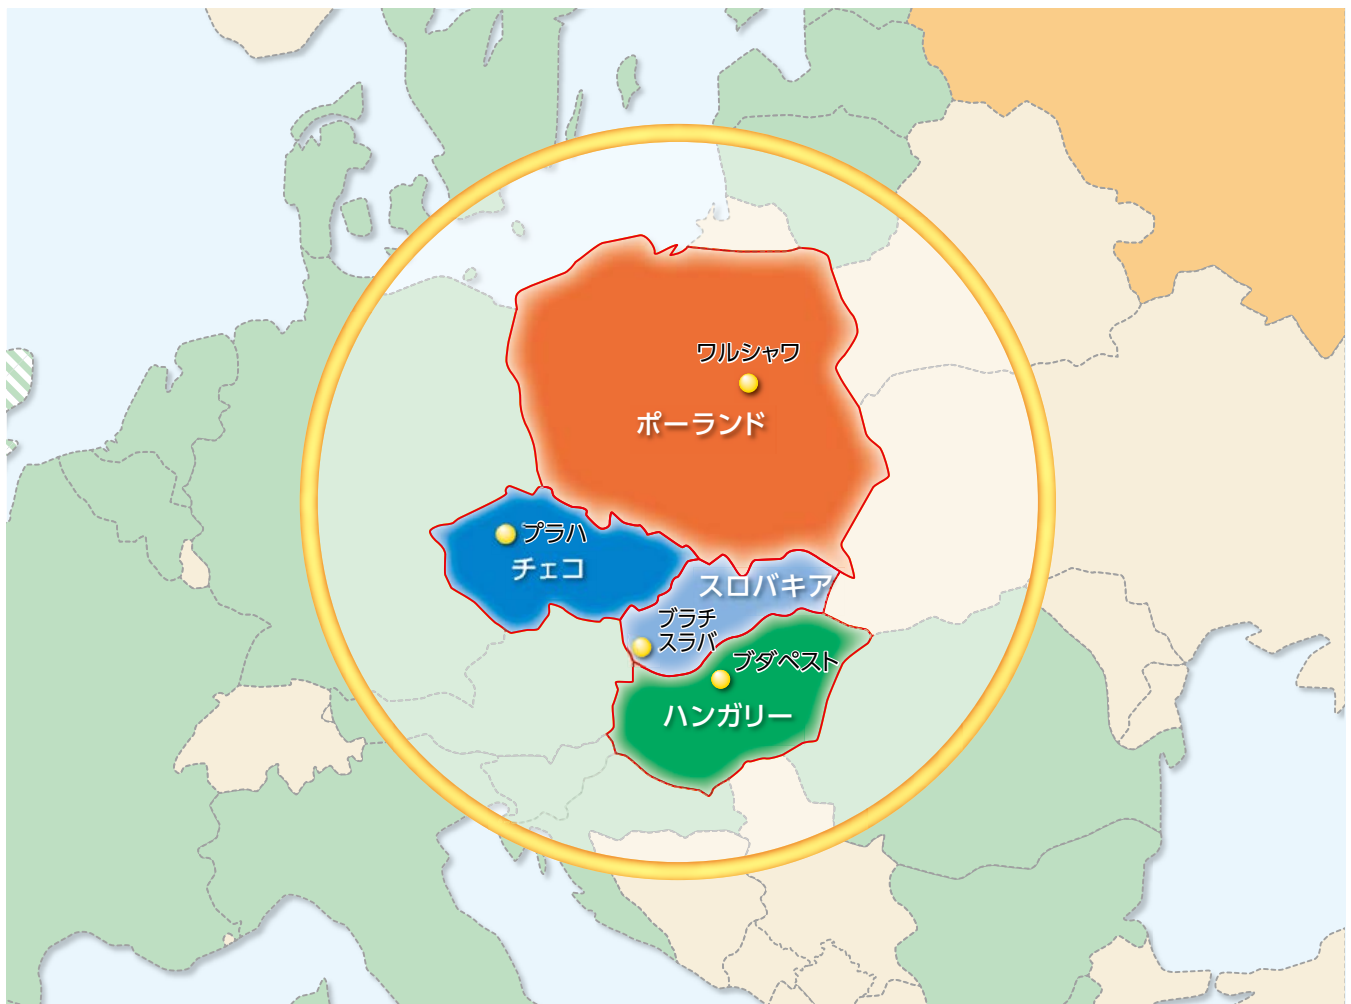 ワルシャワ
ポーランド
プラハ
チェコ
スロバキア
ブラチ
スラバ
ブダペスト
ハンガリー